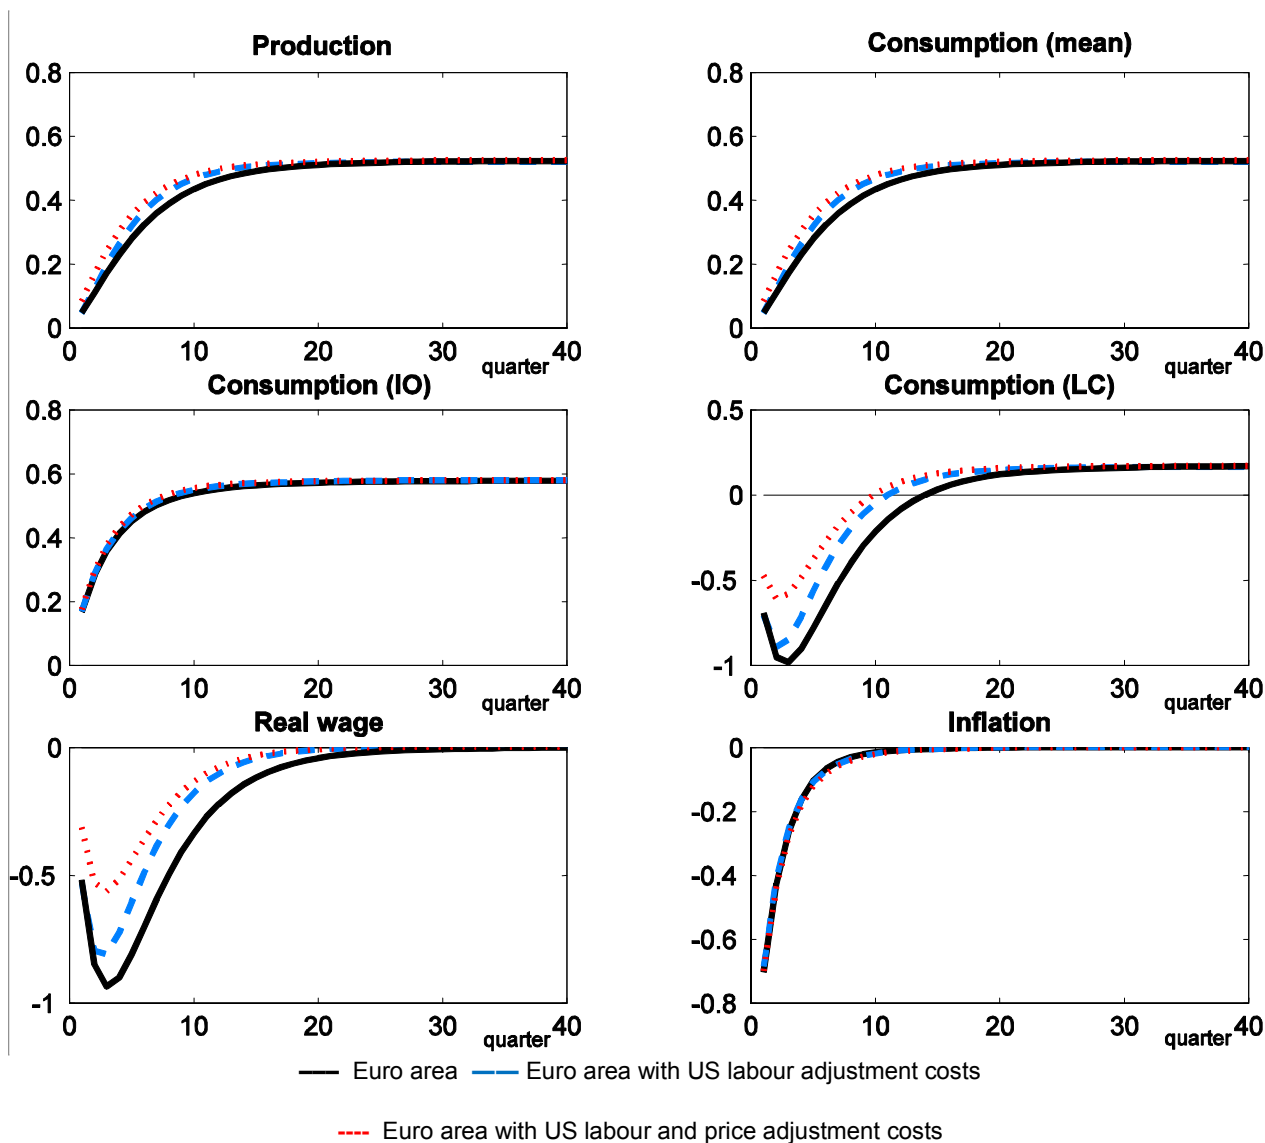 Production
0.8
0.6
0.4
0.2
0
0 10 20 30 40
quarter
Consumption (mean)
0.8
0.6
0.4
0.2
0
0 10 20 30 40
quarter
Consumption (IO)
0.8
0.6
0.4
0.2
0
0 10 20 30 40
quarter
Consumption (LC)
0.5
0
-0.5
-1
0 10 20 30 40
quarter
Real wage
0
-0.5
-1
0 10 20 30 40
quarter
Inflation
0
-0.2
-0.4
-0.6
-0.8
0 10 20 30 40
quarter
Euro area
Euro area with US labour adjustment costs
Euro area with US labour and price adjustment costs